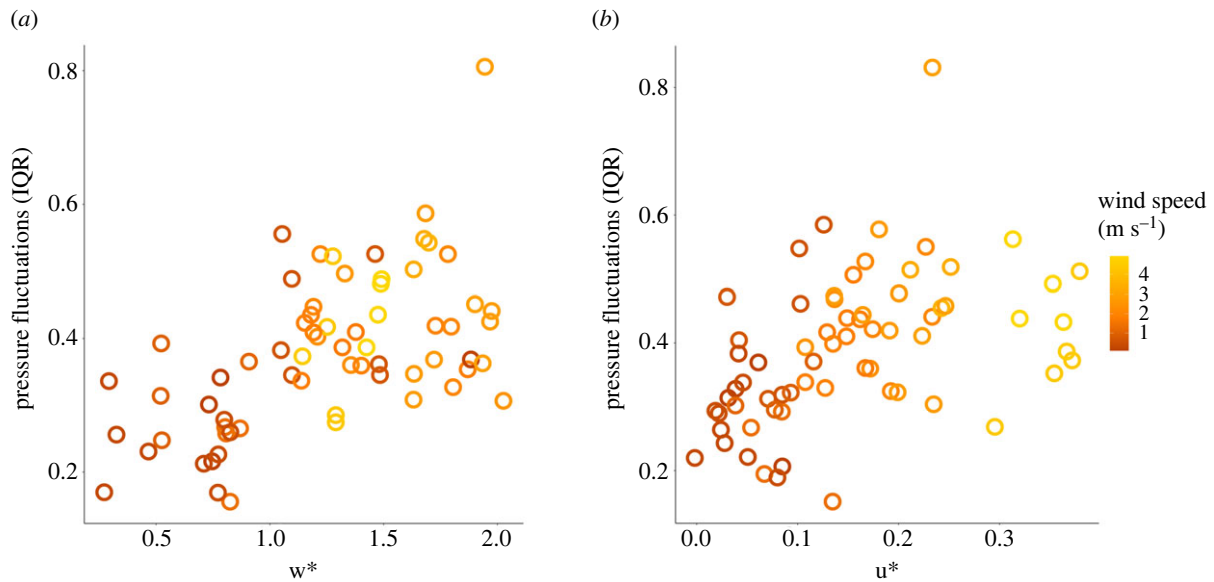 (a)
pressure fluctuations (IQR)
0.8
0.6
0.4
0.2
0.5
1.0
1.5
2.0
w*
(b)
pressure fluctuations (IQR)
0.8
0.6
0.4
0.2
0.0
0.1
0.2
0.3
u*
wind speed
(m s⁻¹)
4
3
2
1